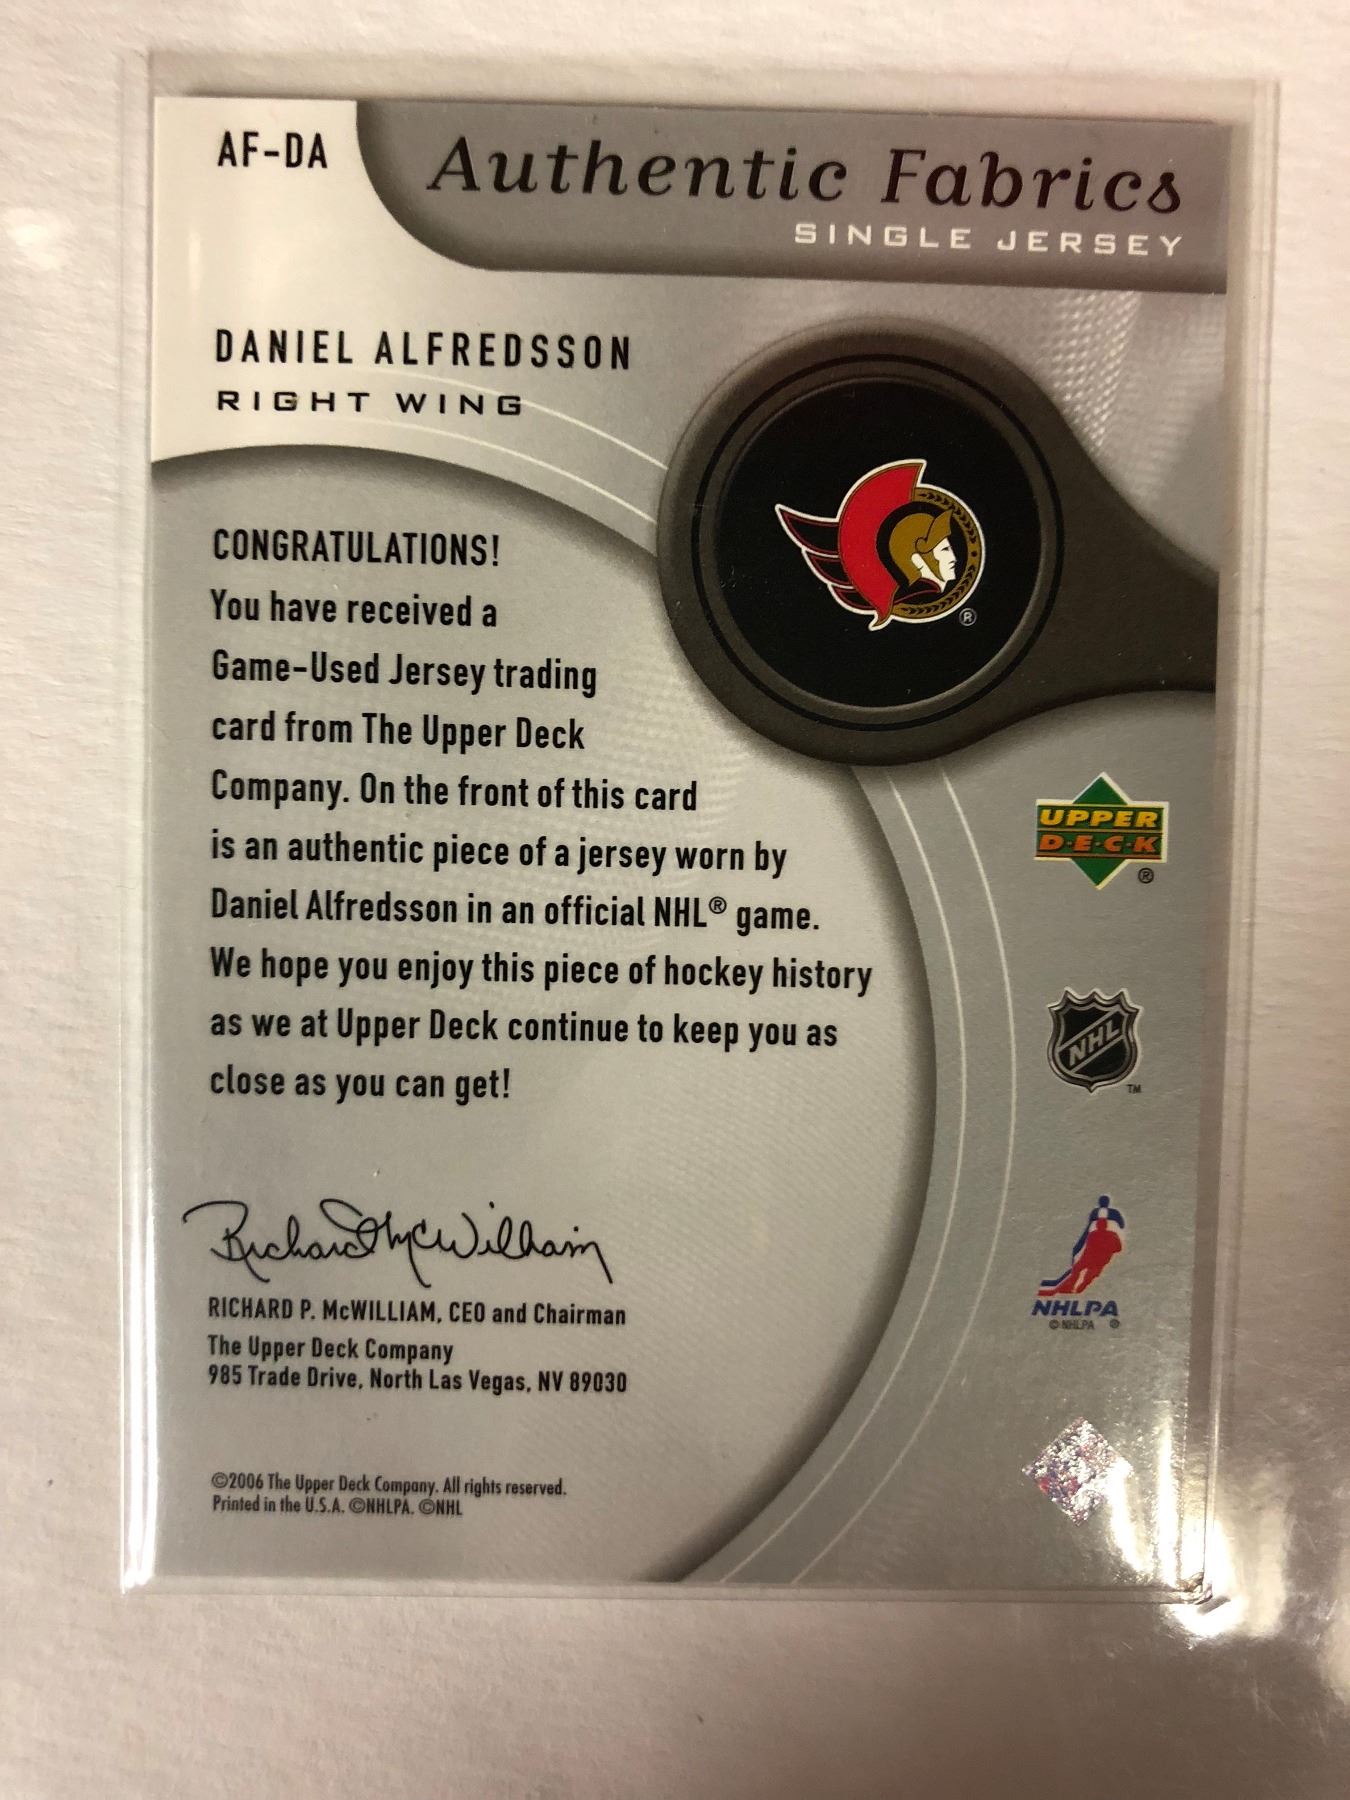 AF-DA
Authentic Fabrics
SINGLE JERSEY
DANIEL ALFREDSSON
RIGHT WING
CONGRATULATIONS!
You have received a
Game-Used Jersey trading
card from The Upper Deck
Company. On the front of this card
is an authentic piece of a jersey worn by
Daniel Alfredsson in an official NHL® game.
We hope you enjoy this piece of hockey history
as we at Upper Deck continue to keep you as
close as you can get!
®
UPPER
D·E·C·K
®
NHL
TM
NHLPA
© NHLPA ®
Richard McWilliam
RICHARD P. McWILLIAM, CEO and Chairman
The Upper Deck Company
985 Trade Drive, North Las Vegas, NV 89030
©2006 The Upper Deck Company. All rights reserved.
Printed in the U.S.A. ©NHLPA. ©NHL